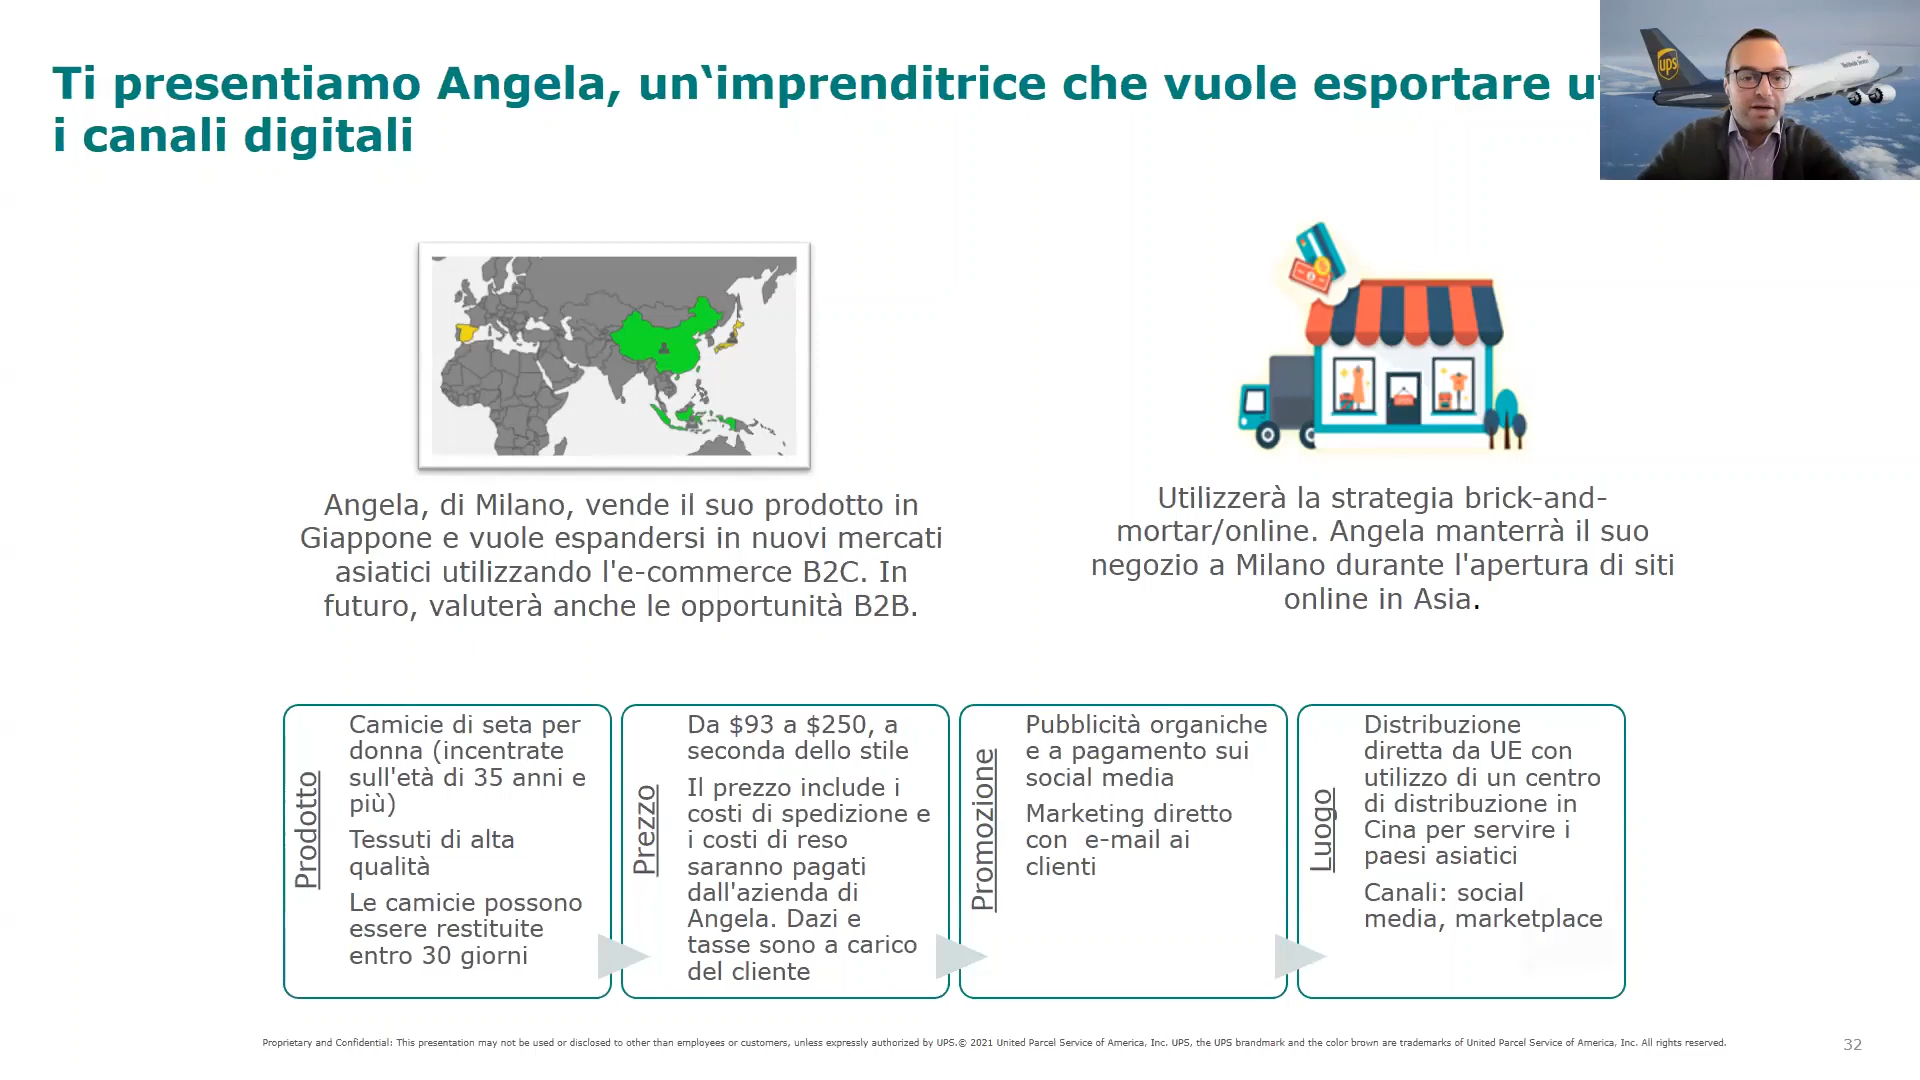 Ti presentiamo Angela, un‘imprenditrice che vuole esportare
i canali digitali
ups
Angela, di Milano, vende il suo prodotto in
Giappone e vuole espandersi in nuovi mercati
asiatici utilizzando l'e-commerce B2C. In
futuro, valuterà anche le opportunità B2B.
Utilizzerà la strategia brick-and-
mortar/online. Angela manterrà il suo
negozio a Milano durante l'apertura di siti
online in Asia.
Prodotto
Camicie di seta per
donna (incentrate
sull'età di 35 anni e
più)
Tessuti di alta
qualità
Le camicie possono
essere restituite
entro 30 giorni
Prezzo
Da $93 a $250, a
seconda dello stile
Il prezzo include i
costi di spedizione e
i costi di reso
saranno pagati
dall'azienda di
Angela. Dazi e
tasse sono a carico
del cliente
Promozione
Pubblicità organiche
e a pagamento sui
social media
Marketing diretto
con  e-mail ai
clienti
Luogo
Distribuzione
diretta da UE con
utilizzo di un centro
di distribuzione in
Cina per servire i
paesi asiatici
Canali: social
media, marketplace
Proprietary and Confidential: This presentation may not be used or disclosed to other than employees or customers, unless expressly authorized by UPS.© 2021 United Parcel Service of America, Inc. UPS, the UPS brandmark and the color brown are trademarks of United Parcel Service of America, Inc. All rights reserved.
32